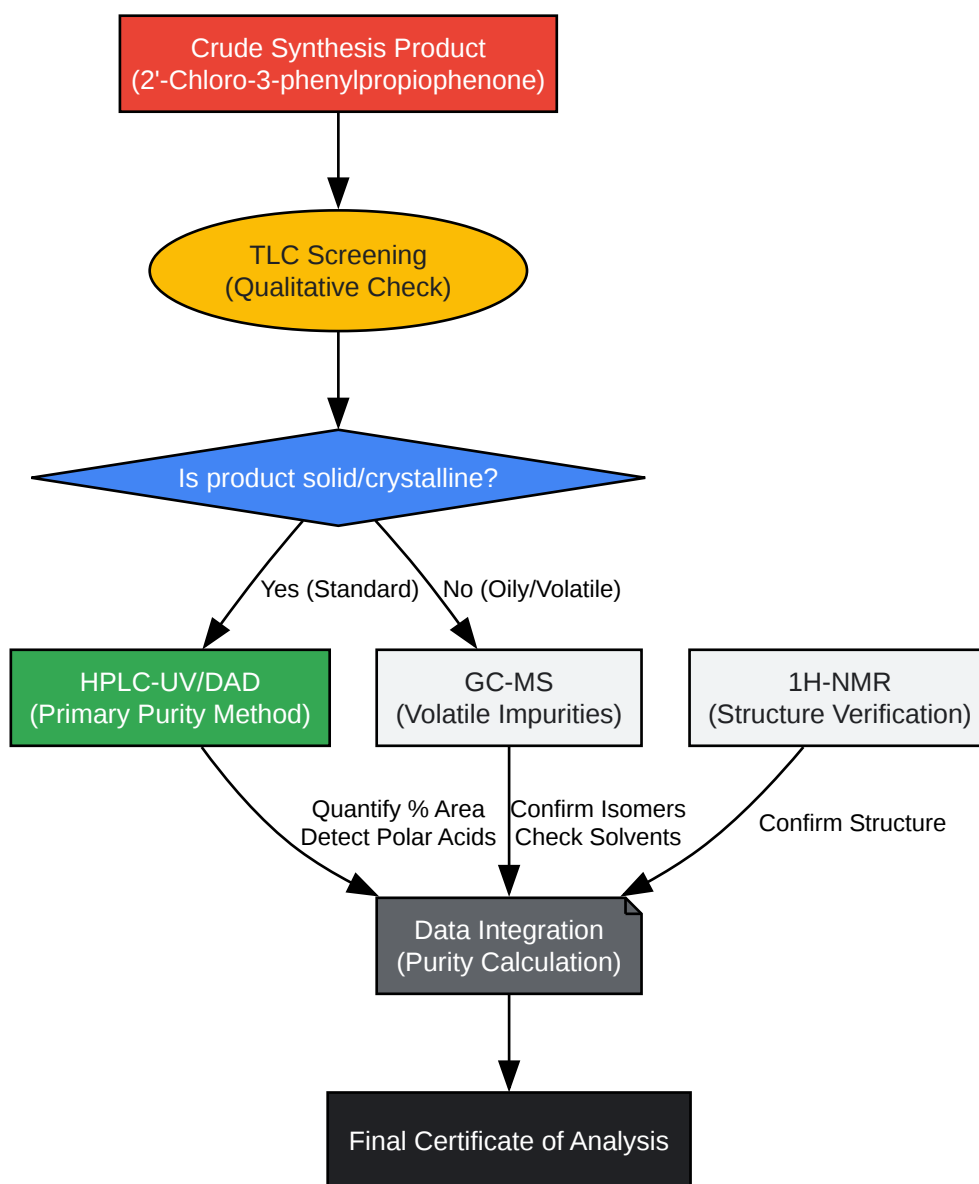 Crude Synthesis Product
(2'-Chloro-3-phenylpropiophenone)
TLC Screening
(Qualitative Check)
Is product solid/crystalline?
Yes (Standard)
No (Oily/Volatile)
HPLC-UV/DAD
(Primary Purity Method)
GC-MS
(Volatile Impurities)
1H-NMR
(Structure Verification)
Quantify % Area
Detect Polar Acids
Confirm Isomers
Check Solvents
Confirm Structure
Data Integration
(Purity Calculation)
Final Certificate of Analysis